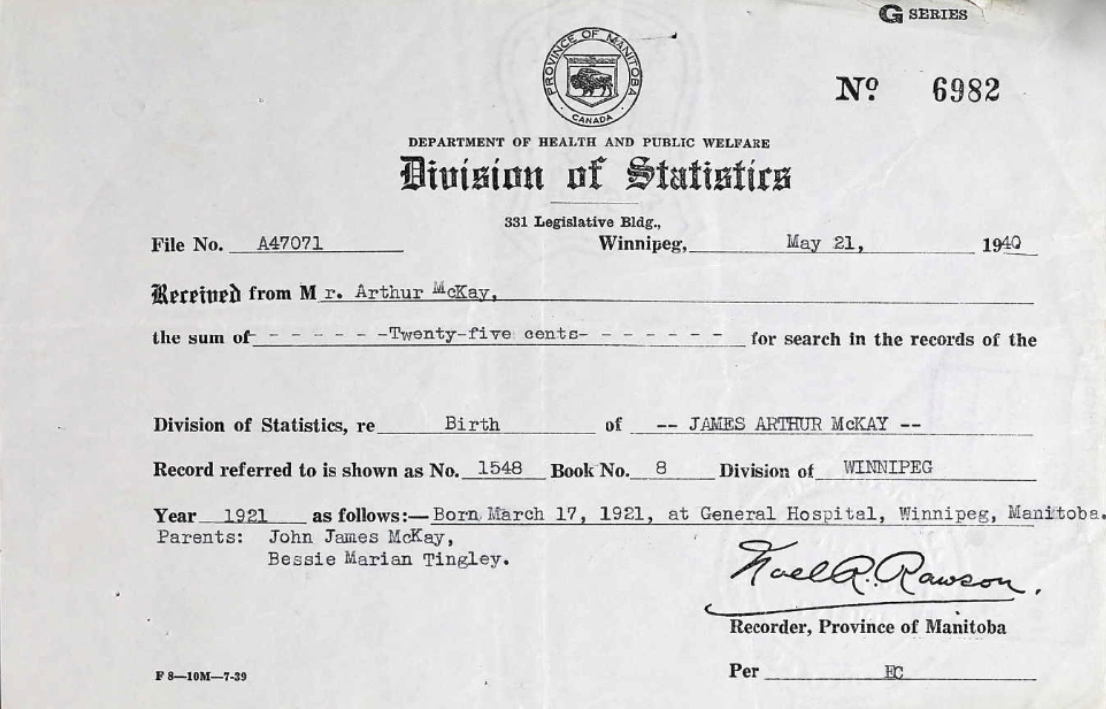 G SERIES
PROVINCE OF MANITOBA
CANADA
Nº 6982
DEPARTMENT OF HEALTH AND PUBLIC WELFARE
Division of Statistics
331 Legislative Bldg.,
File No. A47071 Winnipeg, May 21, 1940
Received from Mr. Arthur McKay,
the sum of - - - - - - -Twenty-five cents- - - - - - - - for search in the records of the
Division of Statistics, re Birth of -- JAMES ARTHUR McKAY --
Record referred to is shown as No. 1548 Book No. 8 Division of WINNIPEG
Year 1921 as follows:— Born March 17, 1921, at General Hospital, Winnipeg, Manitoba.
Parents: John James McKay,
Bessie Marian Tingley.
Noel R. Rawson.
Recorder, Province of Manitoba
F 8—10M—7-39
Per EC